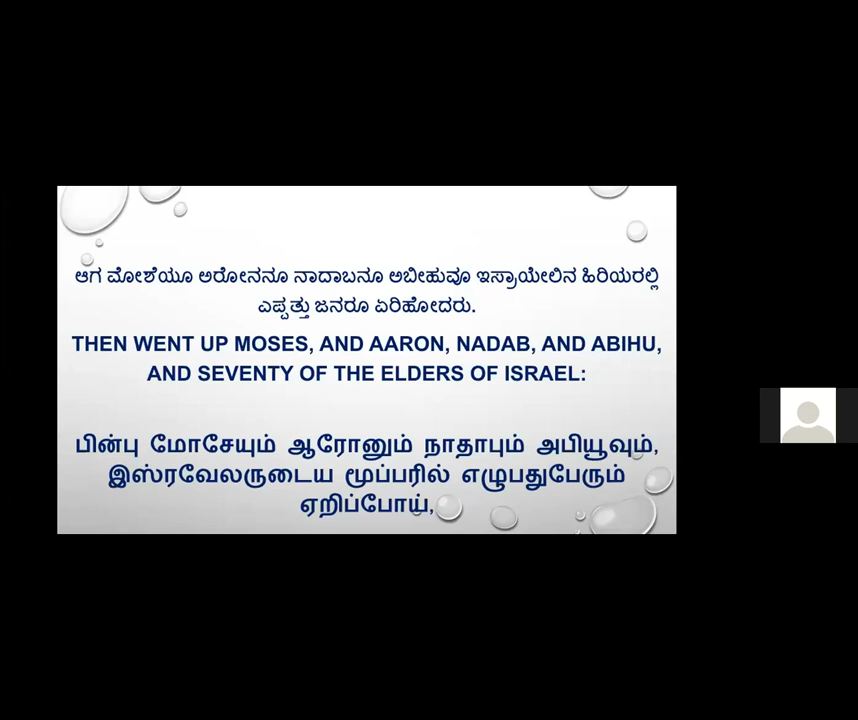 ಆಗ ಮೋಶೆಯೂ ಅರೋನನೂ ನಾದಾಬನೂ ಅಬೀಹುವೂ ಇಸ್ರಾಯೇಲಿನ ಹಿರಿಯರಲ್ಲಿ
ಎಪ್ಪತ್ತು ಜನರೂ ಏರಿಹೋದರು.
THEN WENT UP MOSES, AND AARON, NADAB, AND ABIHU,
AND SEVENTY OF THE ELDERS OF ISRAEL:
பின்பு மோசேயும் ஆரோனும் நாதாபும் அபியூவும்,
இஸ்ரவேலருடைய மூப்பரில் எழுபதுபேரும்
ஏறிப்போய்,